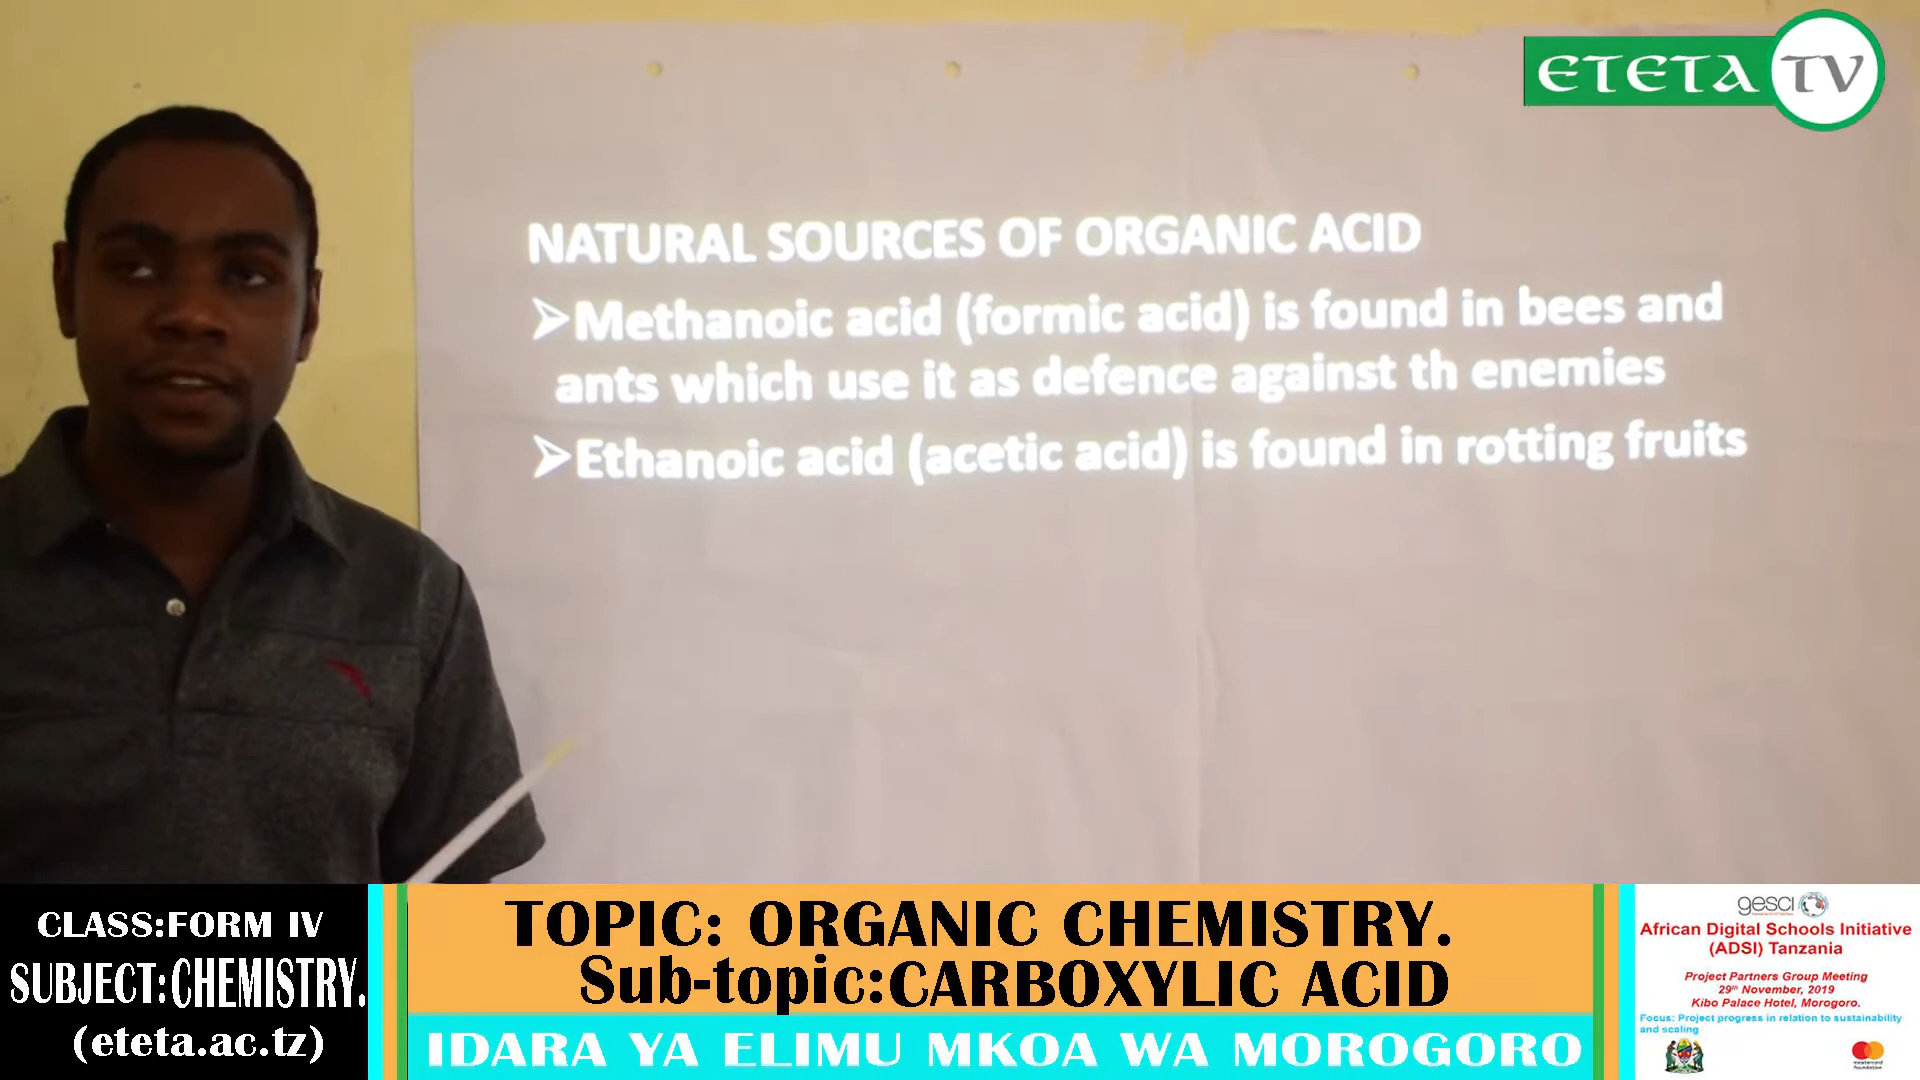 ETETA TV
NATURAL SOURCES OF ORGANIC ACID
➢Methanoic acid (formic acid) is found in bees and
ants which use it as defence against th enemies
➢Ethanoic acid (acetic acid) is found in rotting fruits
CLASS:FORM IV
SUBJECT:CHEMISTRY.
(eteta.ac.tz)
TOPIC: ORGANIC CHEMISTRY.
Sub-topic:CARBOXYLIC ACID
IDARA YA ELIMU MKOA WA MOROGORO
gesci
African Digital Schools Initiative
(ADSI) Tanzania
Project Partners Group Meeting
29th November, 2019
Kibo Palace Hotel, Morogoro.
Focus: Project progress in relation to sustainability
and scaling
mastercard
foundation